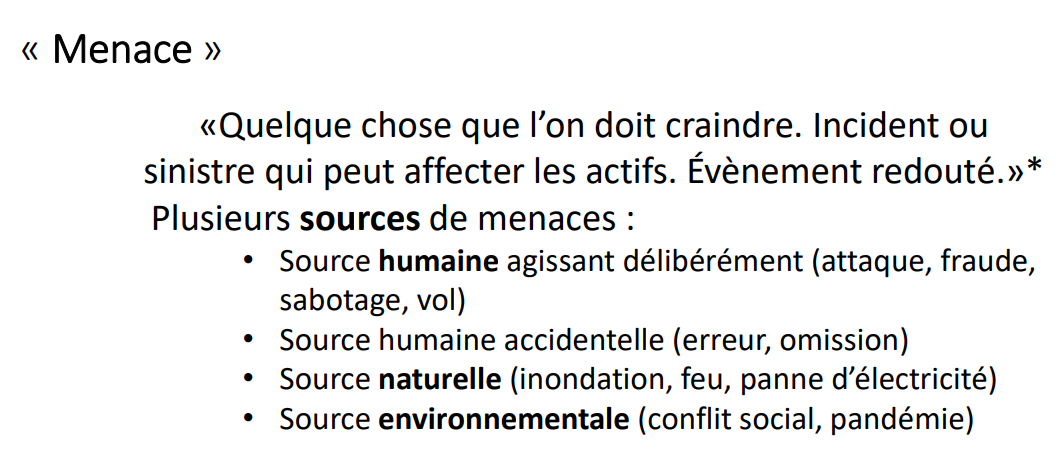 « Menace »
«Quelque chose que l’on doit craindre. Incident ou
sinistre qui peut affecter les actifs. Évènement redouté.»*
Plusieurs sources de menaces :
• Source humaine agissant délibérément (attaque, fraude,
sabotage, vol)
• Source humaine accidentelle (erreur, omission)
• Source naturelle (inondation, feu, panne d’électricité)
• Source environnementale (conflit social, pandémie)